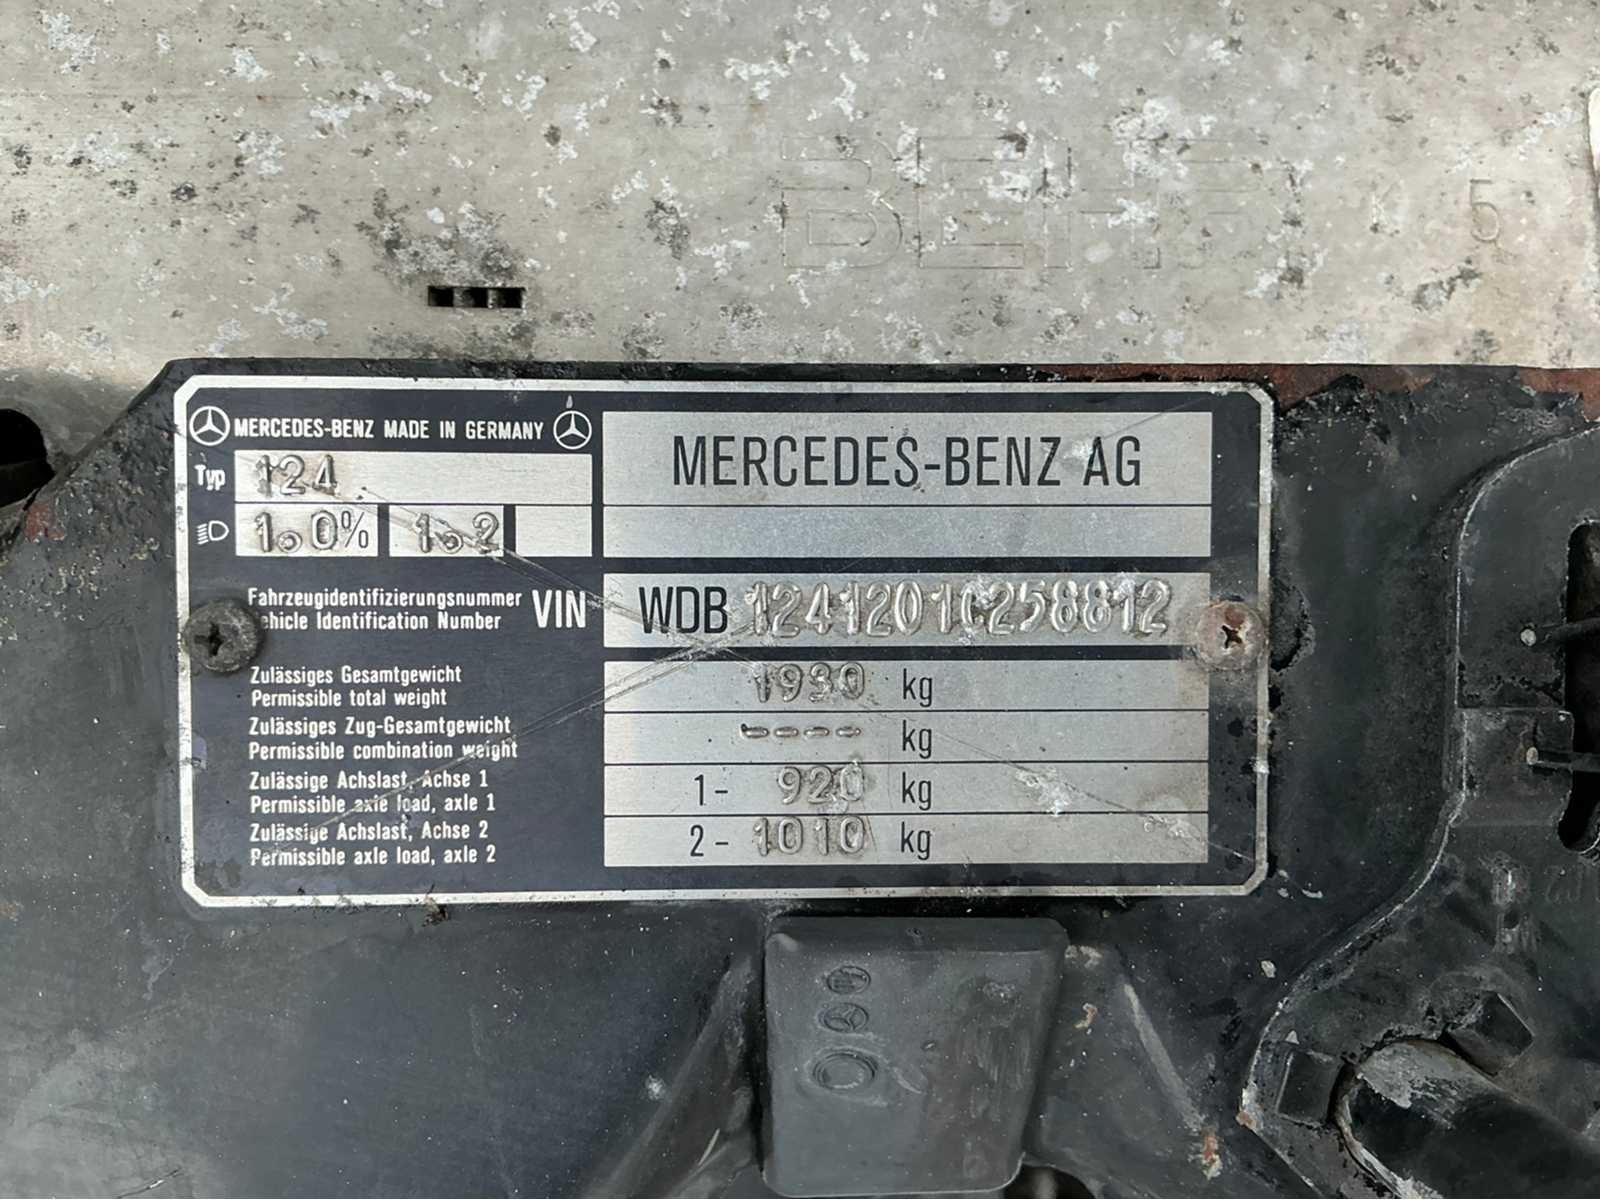 BEHR K 5
MERCEDES-BENZ MADE IN GERMANY
MERCEDES-BENZ AG
Typ 124
1.0% 1.2
Fahrzeugidentifizierungsnummer
Vehicle Identification Number
VIN WDB 1241201C258812
Zulässiges Gesamtgewicht
Permissible total weight
1930 kg
Zulässiges Zug-Gesamtgewicht
Permissible combination weight
---- kg
Zulässige Achslast, Achse 1
Permissible axle load, axle 1
1- 920 kg
Zulässige Achslast, Achse 2
Permissible axle load, axle 2
2- 1010 kg